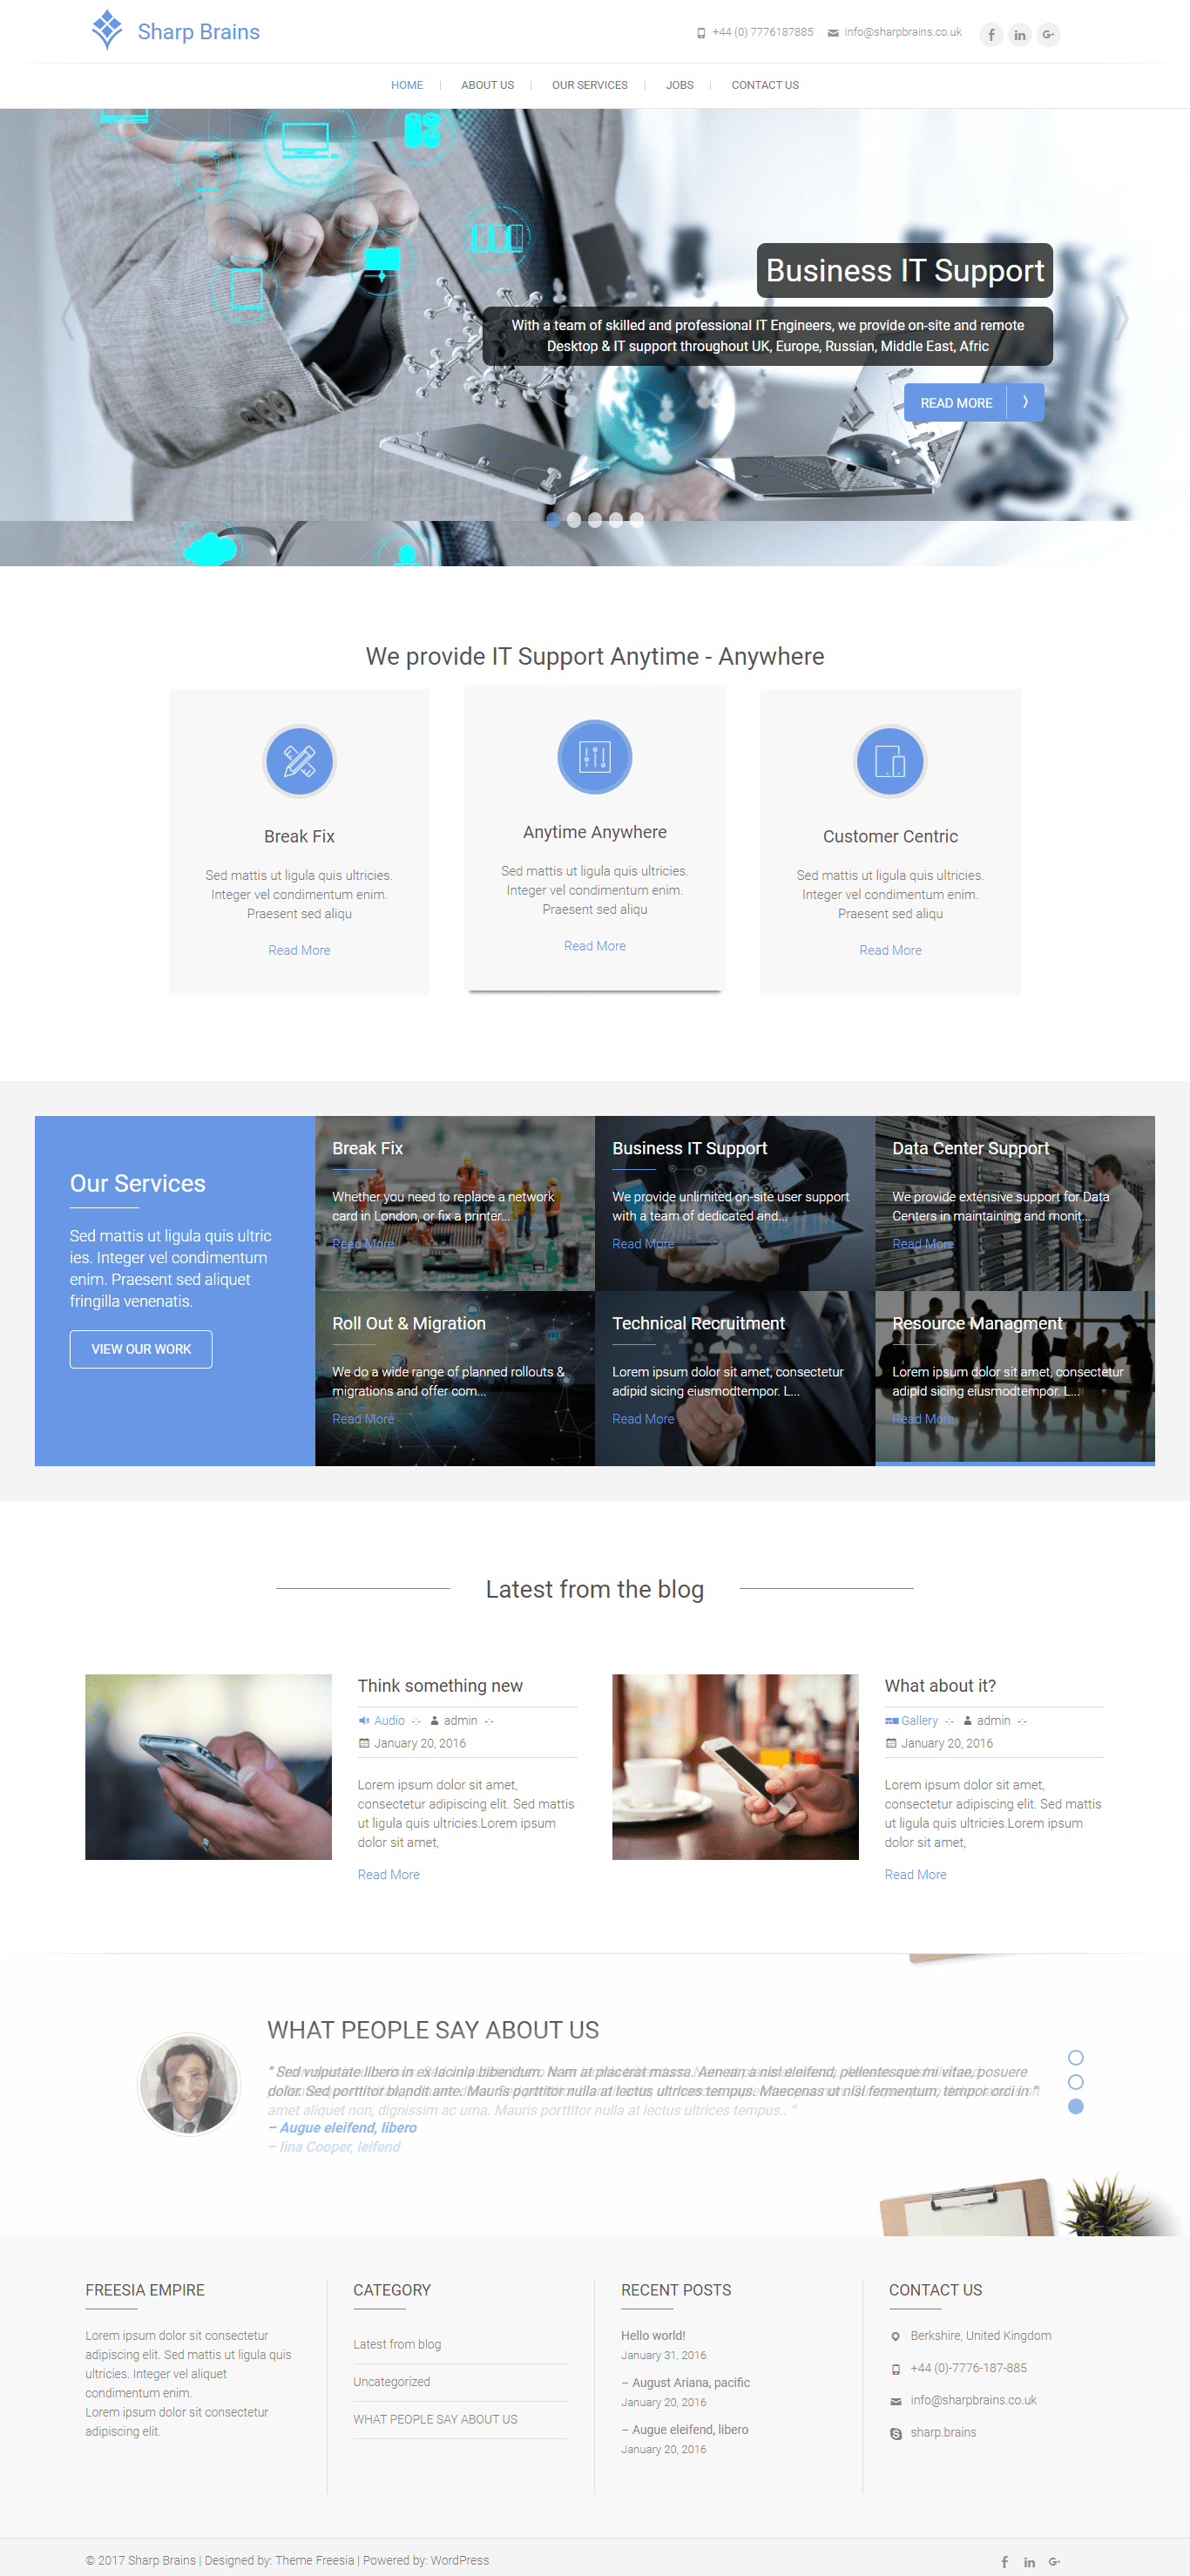 Sharp Brains
+44 (0) 7776187885
info@sharpbrains.co.uk
HOME
ABOUT US
OUR SERVICES
JOBS
CONTACT US
Business IT Support
With a team of skilled and professional IT Engineers, we provide on-site and remote
Desktop & IT support throughout UK, Europe, Russian, Middle East, Afric
READ MORE
We provide IT Support Anytime - Anywhere
Break Fix
Sed mattis ut ligula quis ultricies.
Integer vel condimentum enim.
Praesent sed aliqu
Read More
Anytime Anywhere
Sed mattis ut ligula quis ultricies.
Integer vel condimentum enim.
Praesent sed aliqu
Read More
Customer Centric
Sed mattis ut ligula quis ultricies.
Integer vel condimentum enim.
Praesent sed aliqu
Read More
Our Services
Sed mattis ut ligula quis ultric
ies. Integer vel condimentum
enim. Praesent sed aliquet
fringilla venenatis.
VIEW OUR WORK
Break Fix
Whether you need to replace a network
card in London, or fix a printer...
Read More
Business IT Support
We provide unlimited on-site user support
with a team of dedicated and...
Read More
Data Center Support
We provide extensive support for Data
Centers in maintaining and monit...
Read More
Roll Out & Migration
We do a wide range of planned rollouts &
migrations and offer com...
Read More
Technical Recruitment
Lorem ipsum dolor sit amet, consectetur
adipid sicing eiusmodtempor. L...
Read More
Resource Managment
Lorem ipsum dolor sit amet, consectetur
adipid sicing eiusmodtempor. L...
Read More
Latest from the blog
Think something new
Audio -:- admin -:-
January 20, 2016
Lorem ipsum dolor sit amet,
consectetur adipiscing elit. Sed mattis
ut ligula quis ultricies.Lorem ipsum
dolor sit amet,
Read More
What about it?
Gallery -:- admin -:-
January 20, 2016
Lorem ipsum dolor sit amet,
consectetur adipiscing elit. Sed mattis
ut ligula quis ultricies.Lorem ipsum
dolor sit amet,
Read More
WHAT PEOPLE SAY ABOUT US
" Sed vulputate libero in ex lacinia bibendum. Nam at placerat massa. Aenean a nisl eleifend, pellentesque mi vitae, posuere
dolor. Sed porttitor blandit ante. Mauris porttitor nulla at lectus ultrices tempus. Maecenas rut nisl fermentum, tempor orci in "
amet aliquet non, dignissim ac urna. Mauris porttitor nulla at lectus ultrices tempus.. "
– Augue eleifend, libero
– lina Cooper, leifend
FREESIA EMPIRE
Lorem ipsum dolor sit consectetur
adipiscing elit. Sed mattis ut ligula quis
ultricies. Integer vel aliquet
condimentum enim.
Lorem ipsum dolor sit consectetur
adipiscing elit.
CATEGORY
Latest from blog
Uncategorized
WHAT PEOPLE SAY ABOUT US
RECENT POSTS
Hello world!
January 31, 2016
– August Ariana, pacific
January 20, 2016
– Augue eleifend, libero
January 20, 2016
CONTACT US
Berkshire, United Kingdom
+44 (0)-7776-187-885
info@sharpbrains.co.uk
sharp.brains
© 2017 Sharp Brains | Designed by: Theme Freesia | Powered by: WordPress